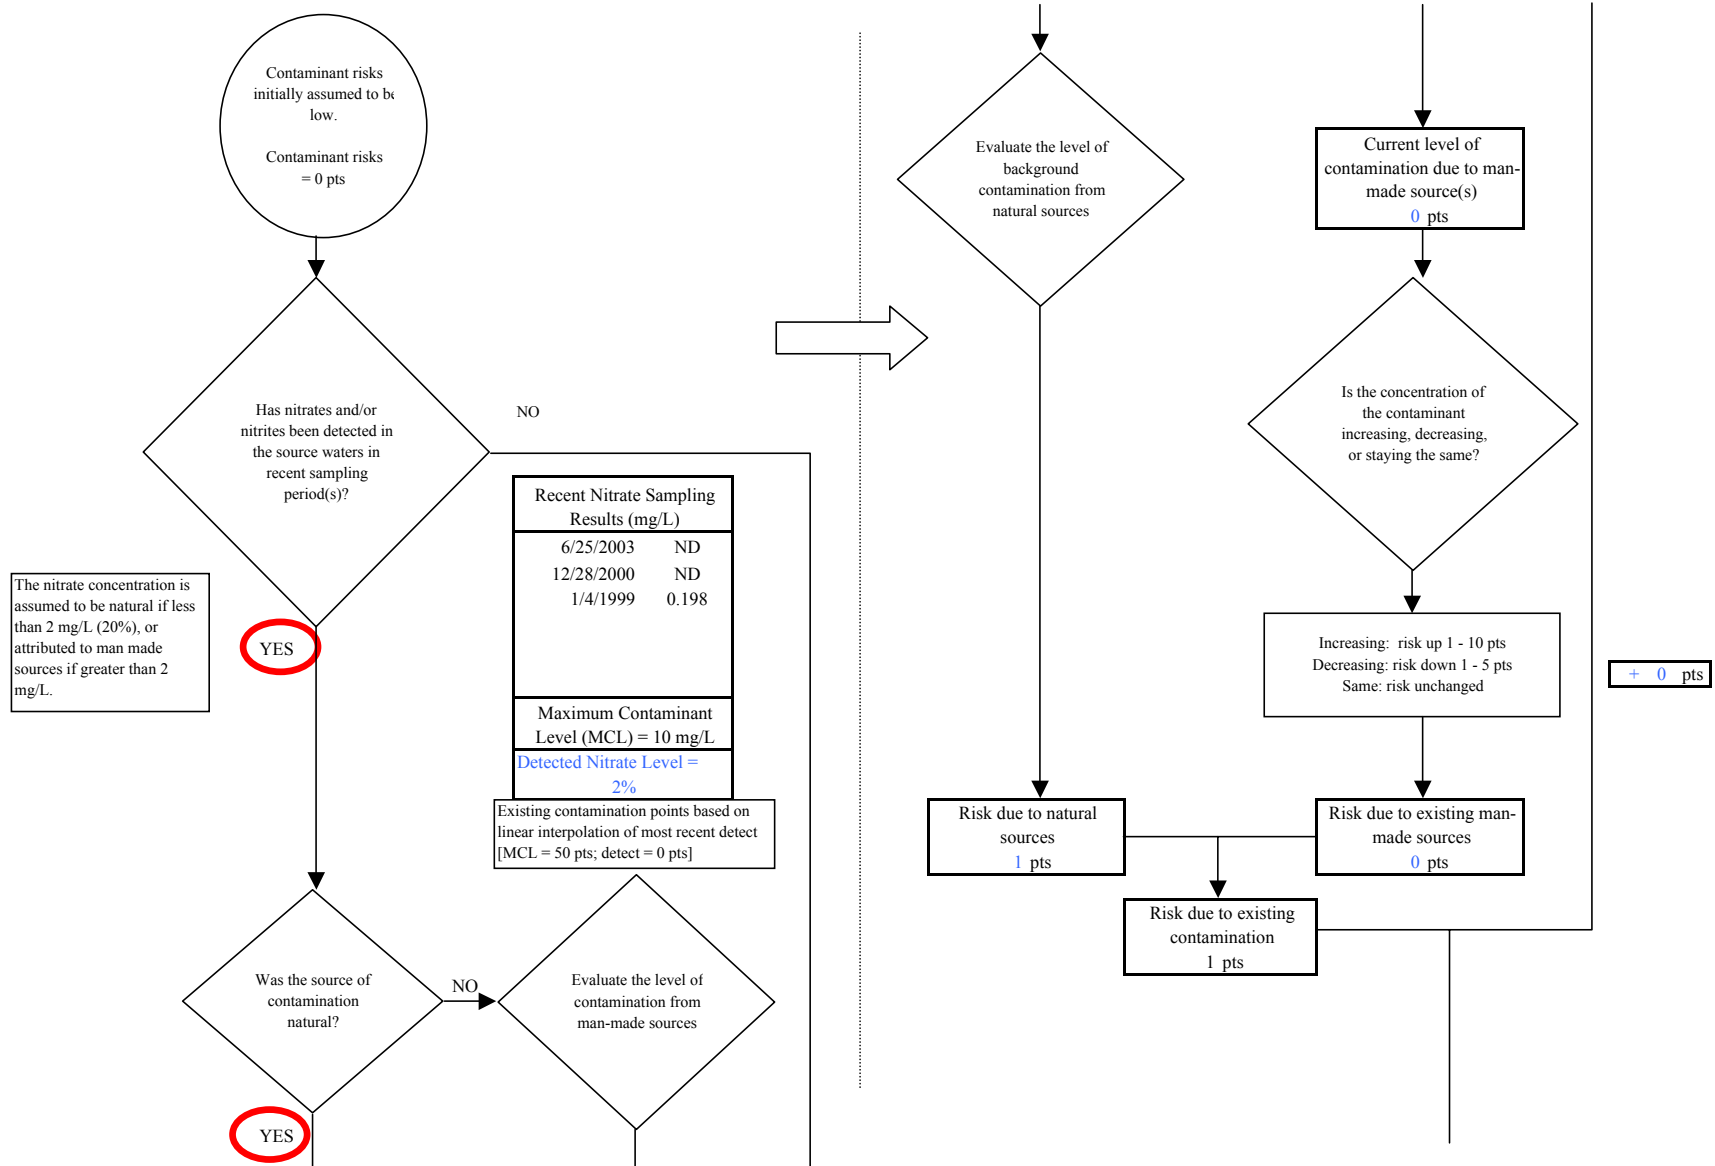 Contaminant risks
initially assumed to be
low.
Contaminant risks
= 0 pts
Has nitrates and/or
nitrites been detected in
the source waters in
recent sampling
period(s)?
NO
The nitrate concentration is
assumed to be natural if less
than 2 mg/L (20%), or
attributed to man made
sources if greater than 2
mg/L.
YES
Recent Nitrate Sampling
Results (mg/L)
6/25/2003 ND
12/28/2000 ND
1/4/1999 0.198
Maximum Contaminant
Level (MCL) = 10 mg/L
Detected Nitrate Level =
2%
Existing contamination points based on
linear interpolation of most recent detect
[MCL = 50 pts; detect = 0 pts]
Was the source of
contamination
natural?
NO
Evaluate the level of
contamination from
man-made sources
YES
Evaluate the level of
background
contamination from
natural sources
Current level of
contamination due to man-
made source(s)
0 pts
Is the concentration of
the contaminant
increasing, decreasing,
or staying the same?
Increasing: risk up 1 - 10 pts
Decreasing: risk down 1 - 5 pts
Same: risk unchanged
+ 0 pts
Risk due to natural
sources
1 pts
Risk due to existing man-
made sources
0 pts
Risk due to existing
contamination
1 pts